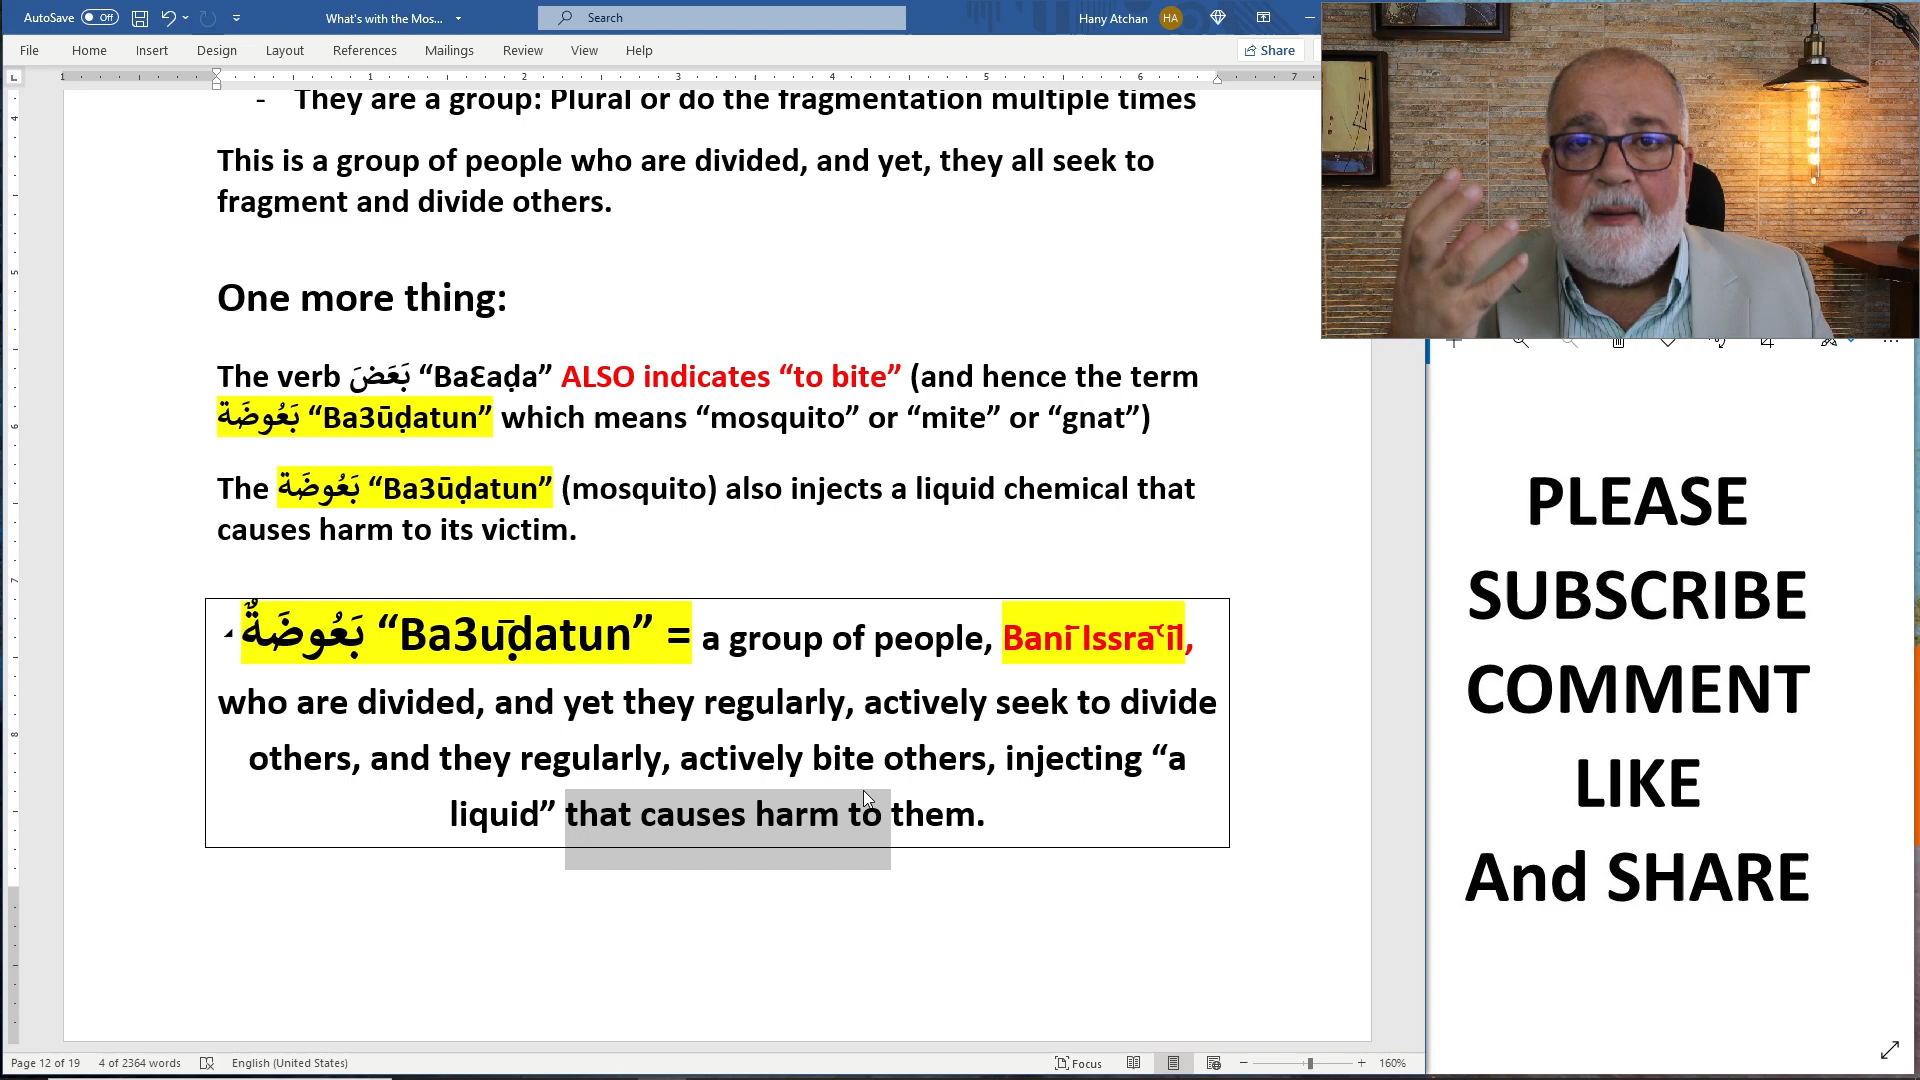 AutoSave Off What's with the Mos... Search Hany Atchan HA
File Home Insert Design Layout References Mailings Review View Help Share
- They are a group: Plural or do the fragmentation multiple times
This is a group of people who are divided, and yet, they all seek to
fragment and divide others.
One more thing:
The verb بَعَضَ “BaƐaḍa” ALSO indicates “to bite” (and hence the term
بَعُوضَة “Ba3ūḍatun” which means “mosquito” or “mite” or “gnat”)
The بَعُوضَة “Ba3ūḍatun” (mosquito) also injects a liquid chemical that
causes harm to its victim.
بَعُوضَةٌ “Ba3ūḍatun” = a group of people, Banī Issrāʿīl,
who are divided, and yet they regularly, actively seek to divide
others, and they regularly, actively bite others, injecting “a
liquid” that causes harm to them.
PLEASE
SUBSCRIBE
COMMENT
LIKE
And SHARE
Page 12 of 19 4 of 2364 words English (United States) Focus 160%